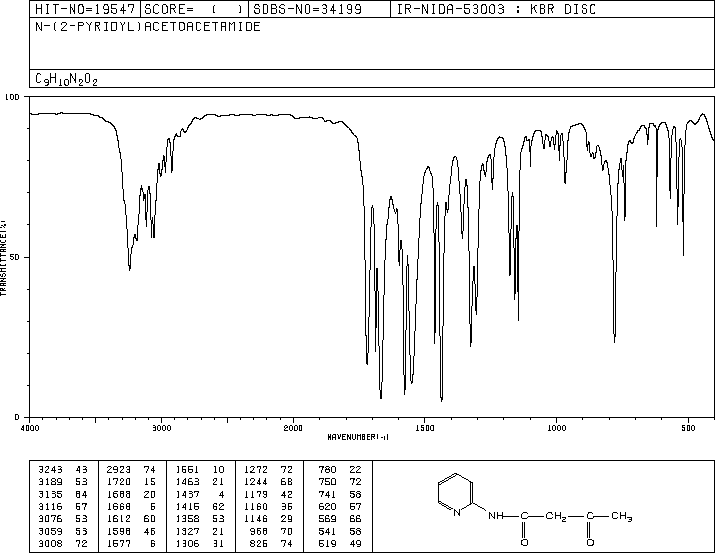 HIT-NO=19547 SCORE= ( ) SDBS-NO=34199 IR-NIDA-53003 : KBR DISC
N-(2-PYRIDYL)ACETOACETAMIDE
C9H10N2O2
100
50
0
TRANSMITTANCE(%)
4000 3000 2000 1500 1000 500
WAVENUMBER(-1)
3243 43 2923 74 1551 10 1272 72 780 22
3189 53 1720 15 1463 21 1244 68 750 72
3135 64 1688 20 1437 4 1179 42 741 58
3116 57 1668 5 1415 62 1160 35 620 57
3076 53 1612 60 1358 53 1146 29 569 66
3059 53 1598 46 1327 21 968 70 541 58
3008 72 1577 6 1306 31 826 74 519 49
N NH C CH2 C CH3
O O